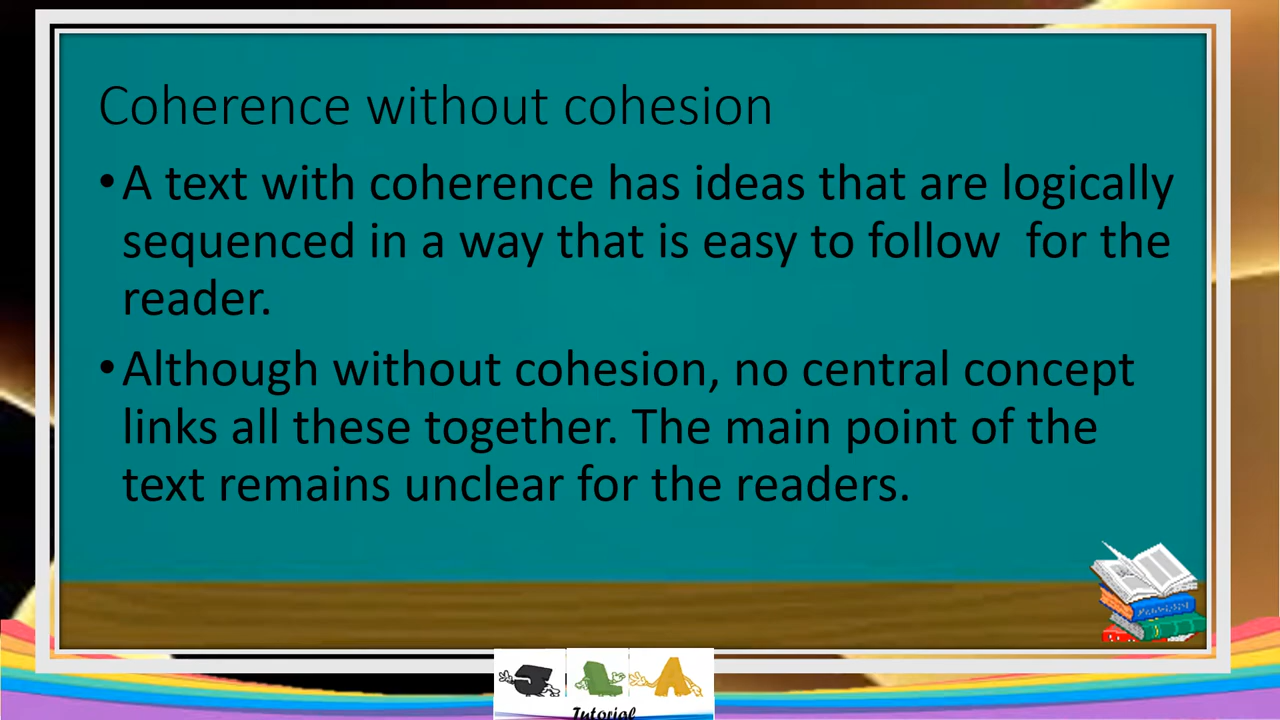 Coherence without cohesion
•A text with coherence has ideas that are logically
sequenced in a way that is easy to follow  for the
reader.
•Although without cohesion, no central concept
links all these together. The main point of the
text remains unclear for the readers.
Tutorial